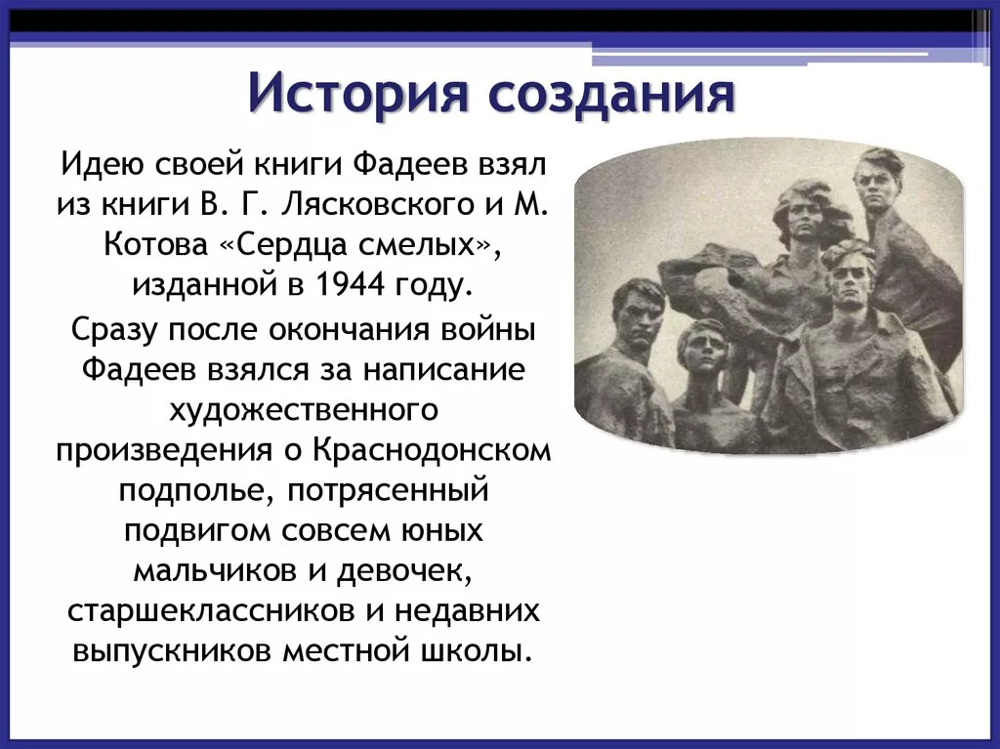 История создания
Идею своей книги Фадеев взял
из книги В. Г. Лясковского и М.
Котова «Сердца смелых»,
изданной в 1944 году.
Сразу после окончания войны
Фадеев взялся за написание
художественного
произведения о Краснодонском
подполье, потрясенный
подвигом совсем юных
мальчиков и девочек,
старшеклассников и недавних
выпускников местной школы.